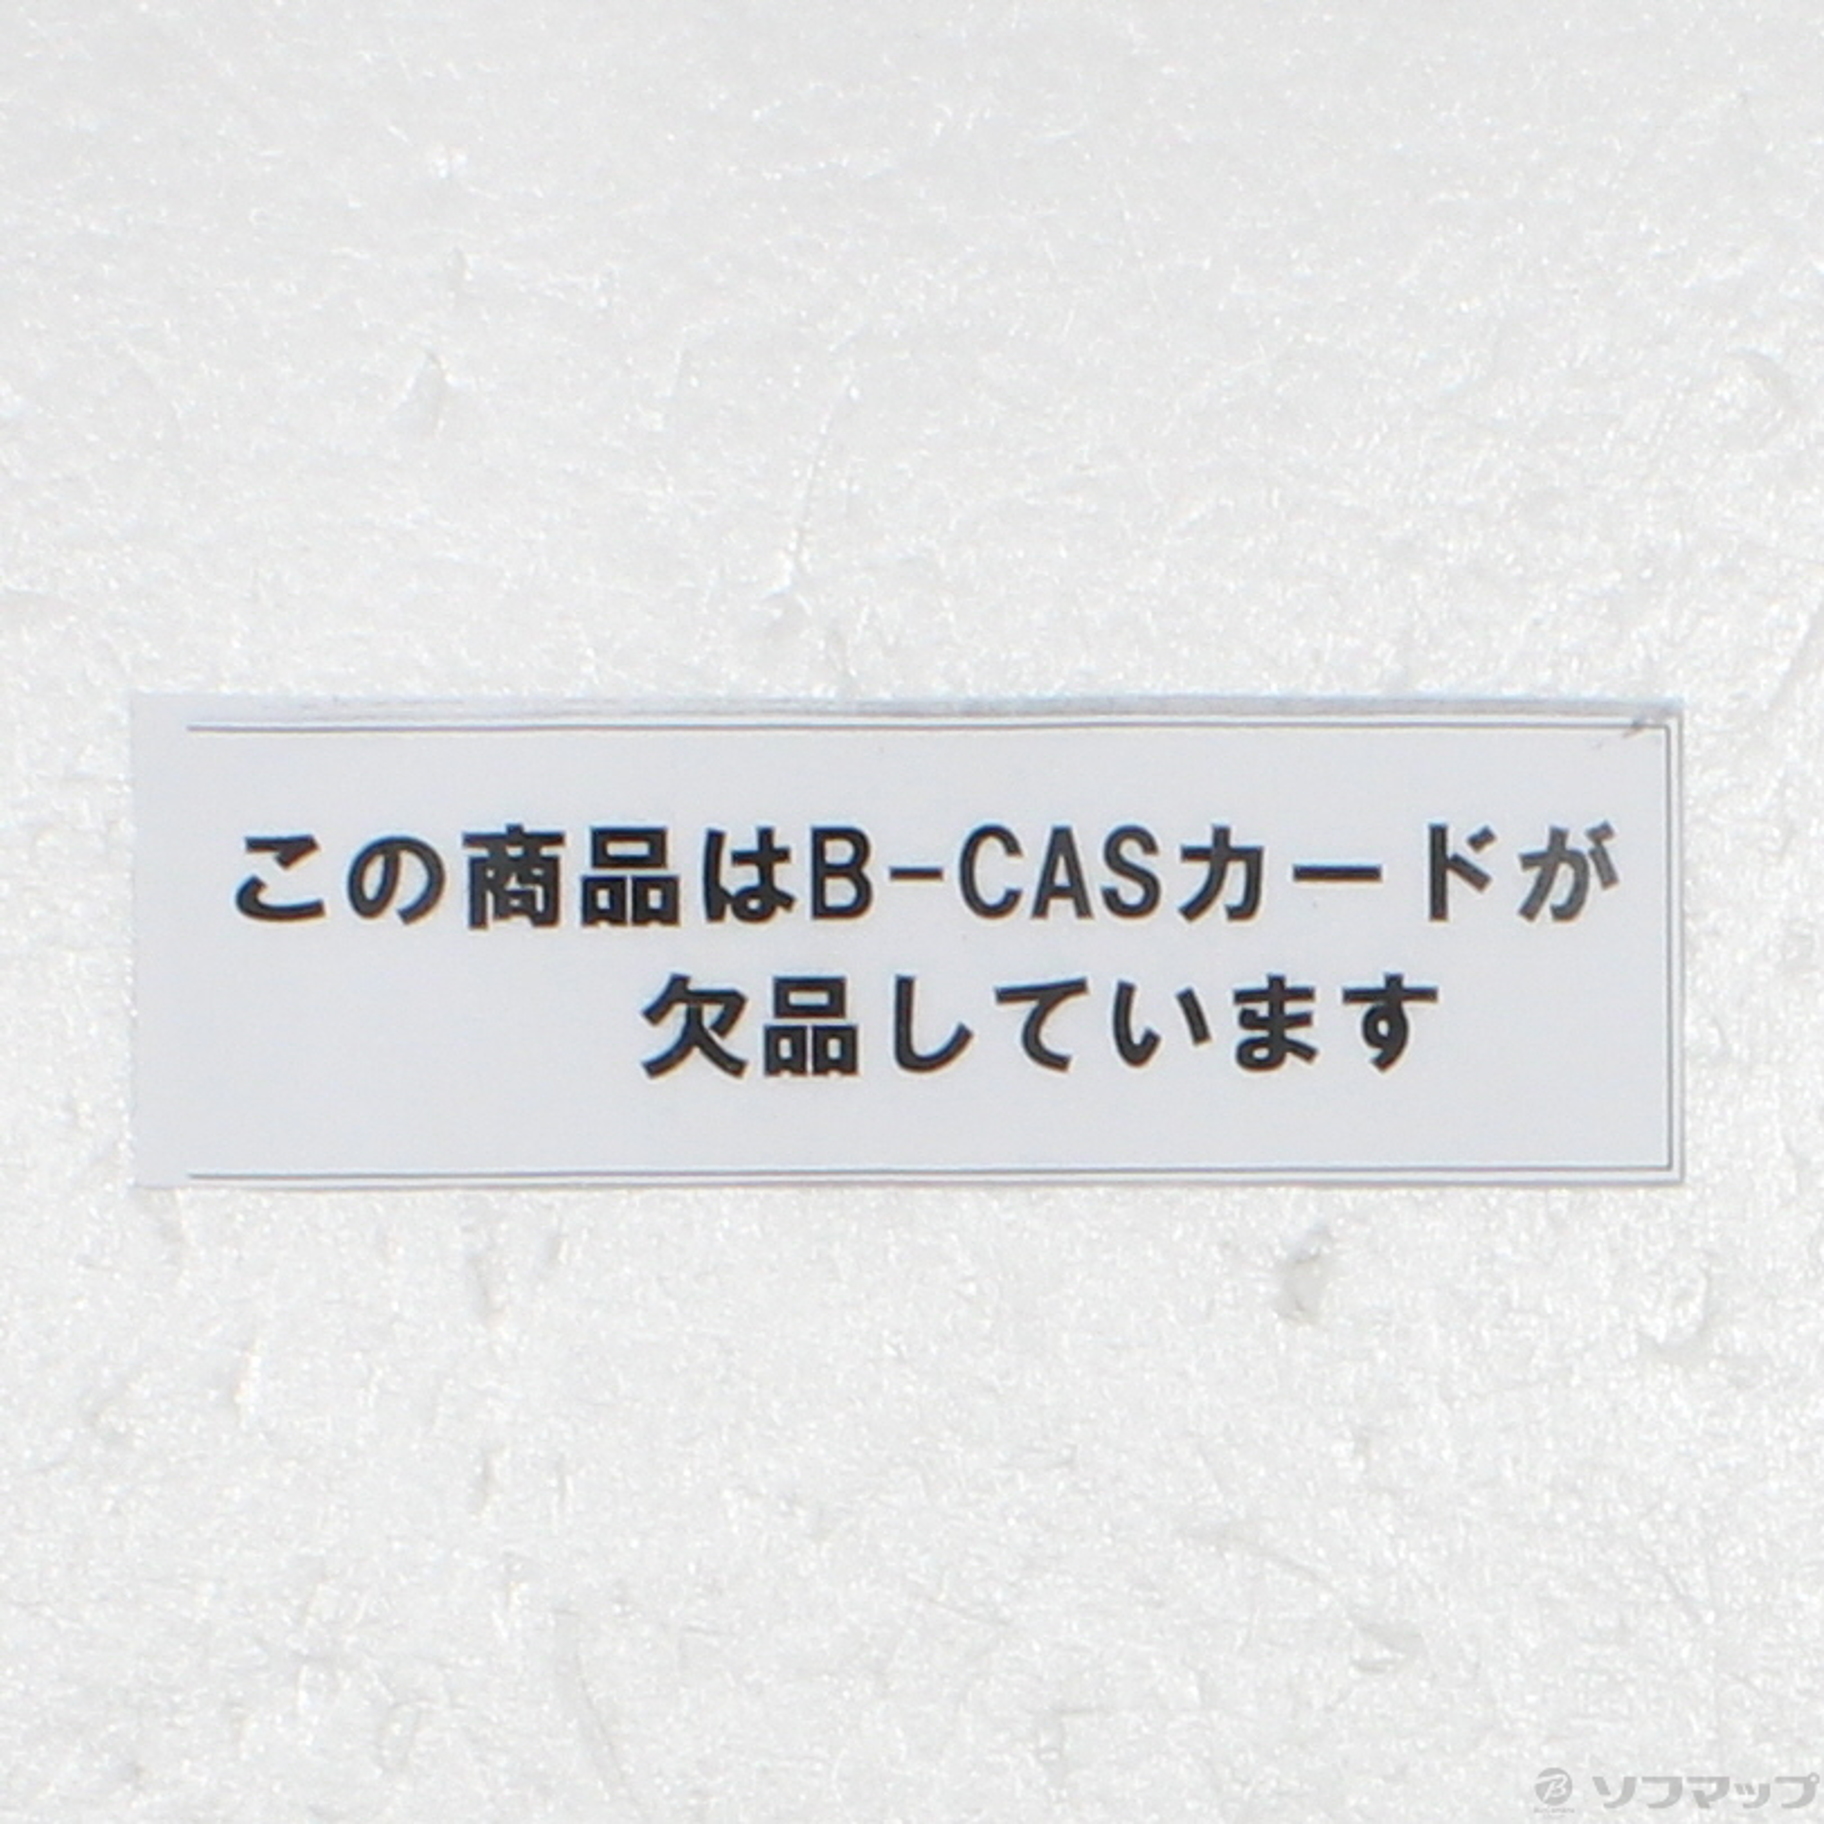 この商品はB-CASカードが
欠品しています
ソフマップ